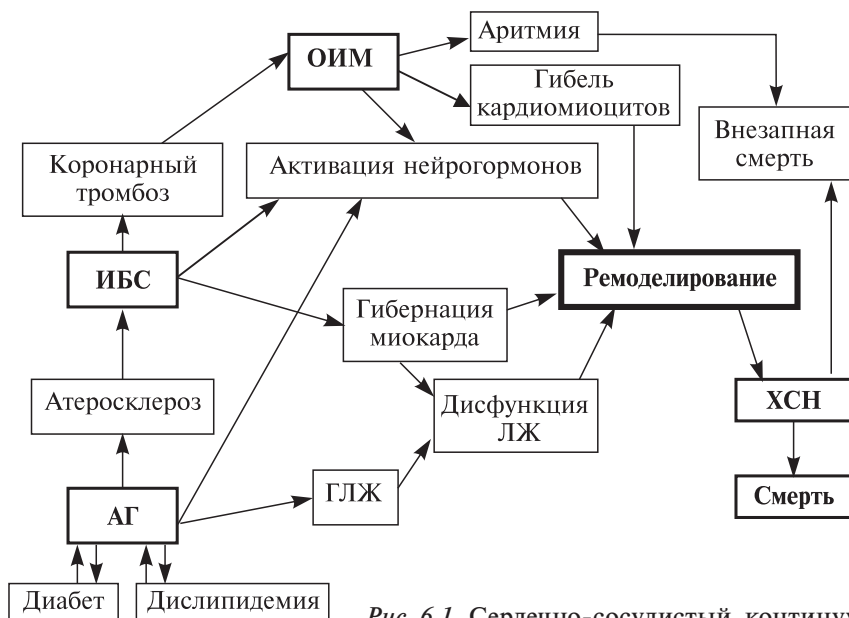 Аритмия
ОИМ
Гибель
кардиомиоцитов
Внезапная
смерть
Коронарный
тромбоз
Активация нейрогормонов
ИБС
Ремоделирование
Гибернация
миокарда
Атеросклероз
Дисфункция
ЛЖ
ХСН
ГЛЖ
Смерть
АГ
Диабет
Дислипидемия
Рис. 6.1. Сердечно-сосудистый